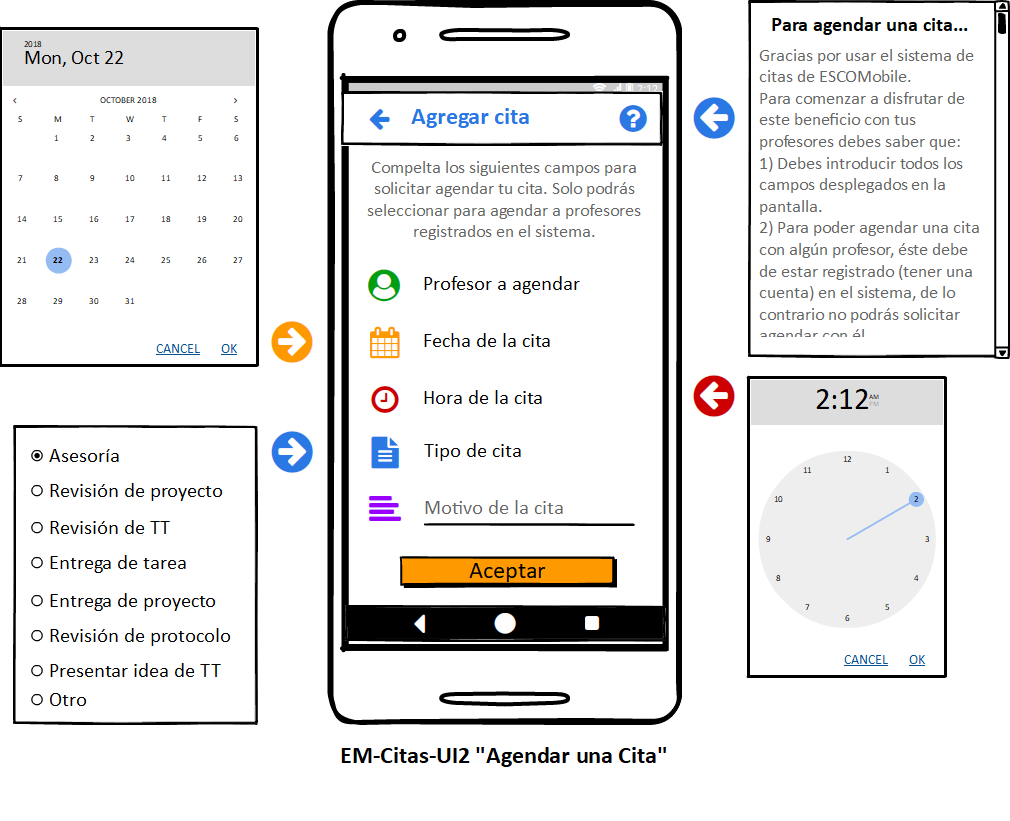 2018
Mon, Oct 22
‹ OCTOBER 2018 ›
S M T W T F S
1 2 3 4 5 6
7 8 9 10 11 12 13
14 15 16 17 18 19 20
21 22 23 24 25 26 27
28 29 30 31
CANCEL OK
Asesoría
Revisión de proyecto
Revisión de TT
Entrega de tarea
Entrega de proyecto
Revisión de protocolo
Presentar idea de TT
Otro
2:12
Agregar cita ?
Compelta los siguientes campos para
solicitar agendar tu cita. Solo podrás
seleccionar para agendar a profesores
registrados en el sistema.
Profesor a agendar
Fecha de la cita
Hora de la cita
Tipo de cita
Motivo de la cita
Aceptar
Para agendar una cita...
Gracias por usar el sistema de
citas de ESCOMobile.
Para comenzar a disfrutar de
este beneficio con tus
profesores debes saber que:
1) Debes introducir todos los
campos desplegados en la
pantalla.
2) Para poder agendar una cita
con algún profesor, éste debe
de estar registrado (tener una
cuenta) en el sistema, de lo
contrario no podrás solicitar
agendar con él
2:12 AM
PM
12
11 1
10 2
9 3
8 4
7 5
6
CANCEL OK
EM-Citas-UI2 "Agendar una Cita"